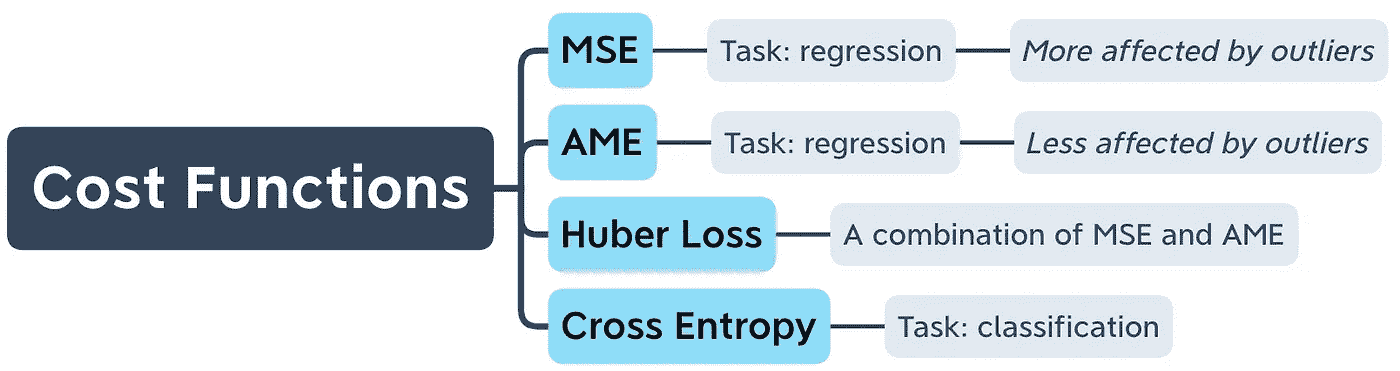 Cost Functions
MSE
Task: regression
More affected by outliers
AME
Task: regression
Less affected by outliers
Huber Loss
A combination of MSE and AME
Cross Entropy
Task: classification